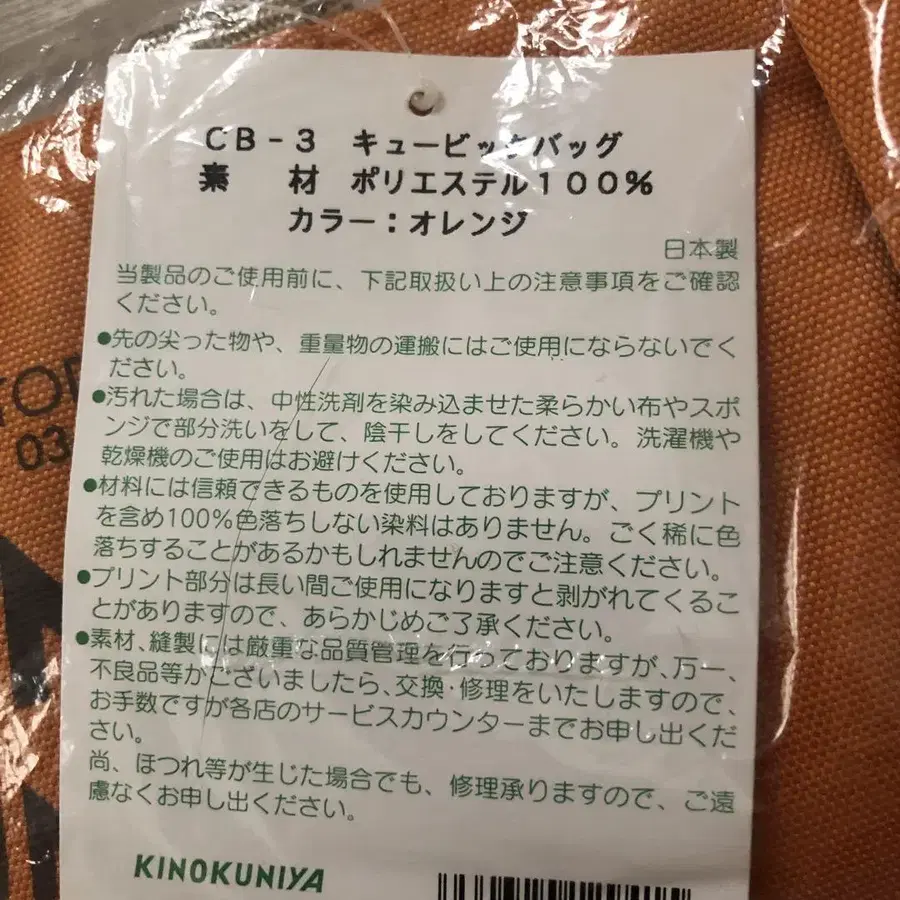 CB-3 キュービックバッグ
素 材 ポリエステル100%
カラー:オレンジ
日本製
当製品のご使用前に、下記取扱い上の注意事項をご確認
ください。
●先の尖った物や、重量物の運搬にはご使用にならないでく
ださい。
●汚れた場合は、中性洗剤を染み込ませた柔らかい布やスポ
ンジで部分洗いをして、陰干しをしてください。洗濯機や
乾燥機のご使用はお避けください。
●材料には信頼できるものを使用しておりますが、プリント
を含め100%色落ちしない染料はありません。ごく稀に色
落ちすることがあるかもしれませんのでご注意ください。
●プリント部分は長い間ご使用になりますと剥がれてくるこ
とがありますので、あらかじめご了承ください。
●素材、縫製には厳重な品質管理を行っておりますが、万一、
不良品等がございましたら、交換・修理をいたしますので、
お手数ですが各店のサービスカウンターまでお申し出くだ
さい。
尚、ほつれ等が生じた場合でも、修理承りますので、ご遠
慮なくお申し出ください。
KINOKUNIYA
03